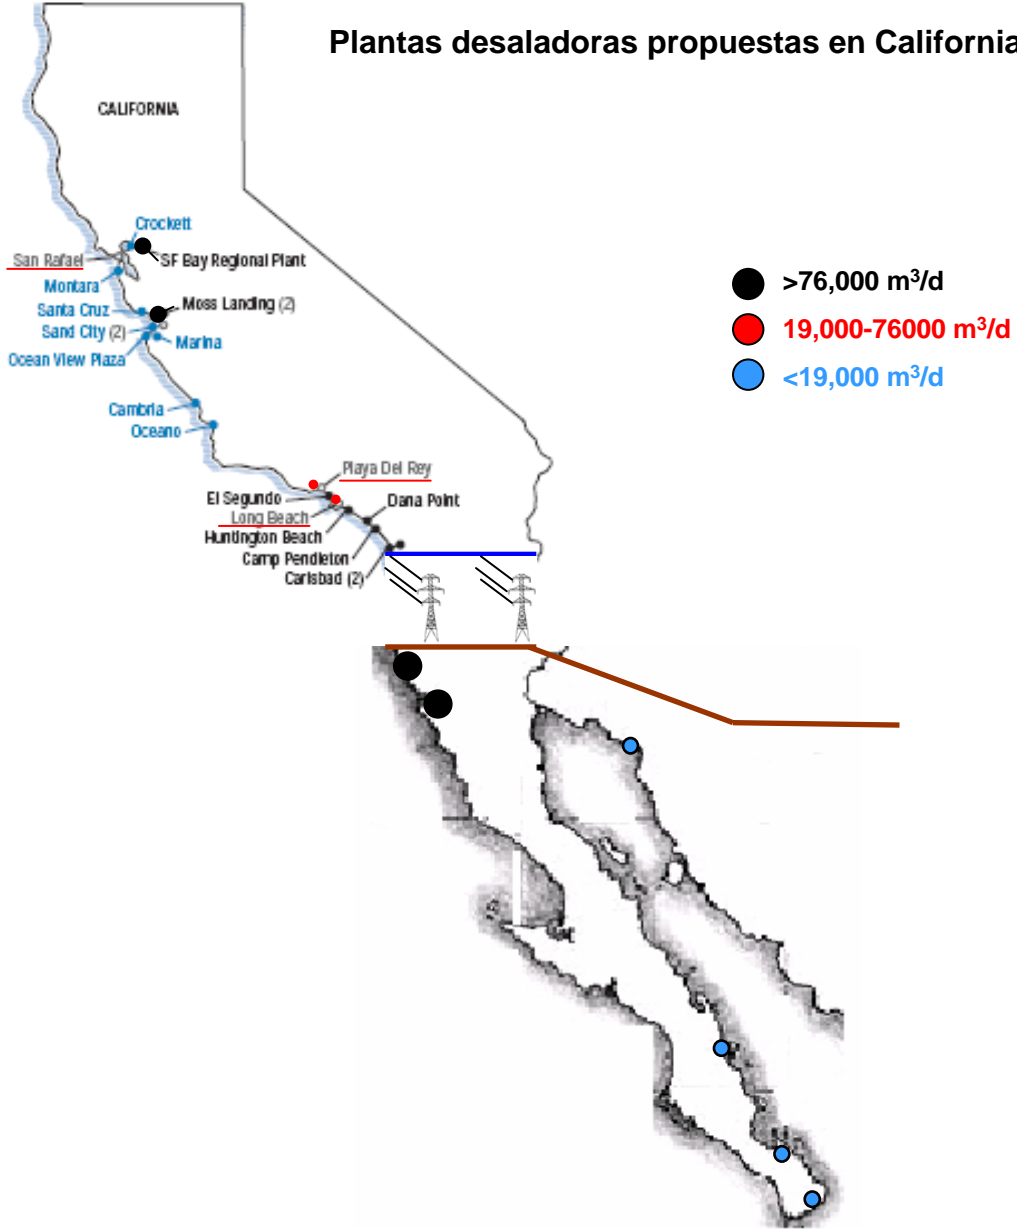 Plantas desaladoras propuestas en California
CALIFORNIA
Crockett
San Rafael
SF Bay Regional Plant
Montara
Santa Cruz
Moss Landing (2)
Sand City (2)
Marina
Ocean View Plaza
Cambria
Oceano
Playa Del Rey
El Segundo
Dana Point
Long Beach
Huntington Beach
Camp Pendleton
Carlsbad (2)
>76,000 m³/d
19,000-76000 m³/d
<19,000 m³/d